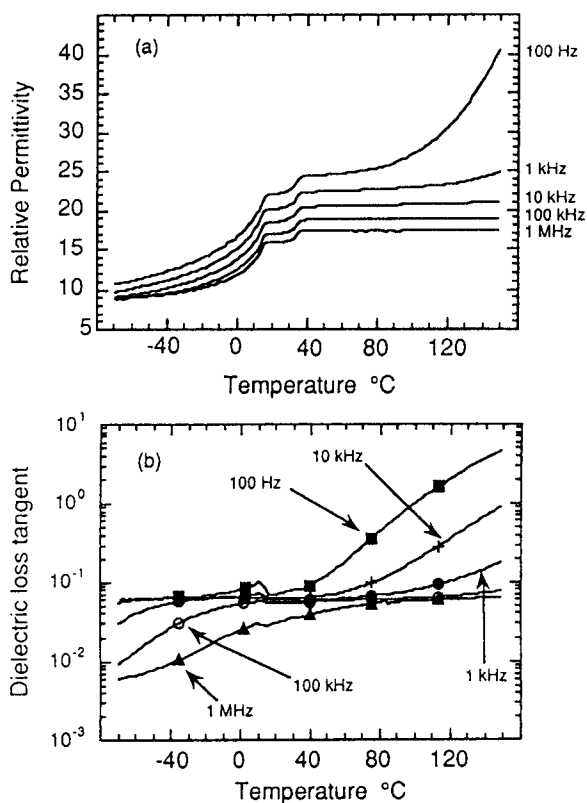 (a)
Relative Permittivity
40
35
30
25
20
15
10
5
100 Hz
1 kHz
10 kHz
100 kHz
1 MHz
-40 0 40 80 120
Temperature °C
(b)
Dielectric loss tangent
10¹
10⁰
10⁻¹
10⁻²
10⁻³
100 Hz
10 kHz
1 MHz
100 kHz
1 kHz
-40 0 40 80 120
Temperature °C